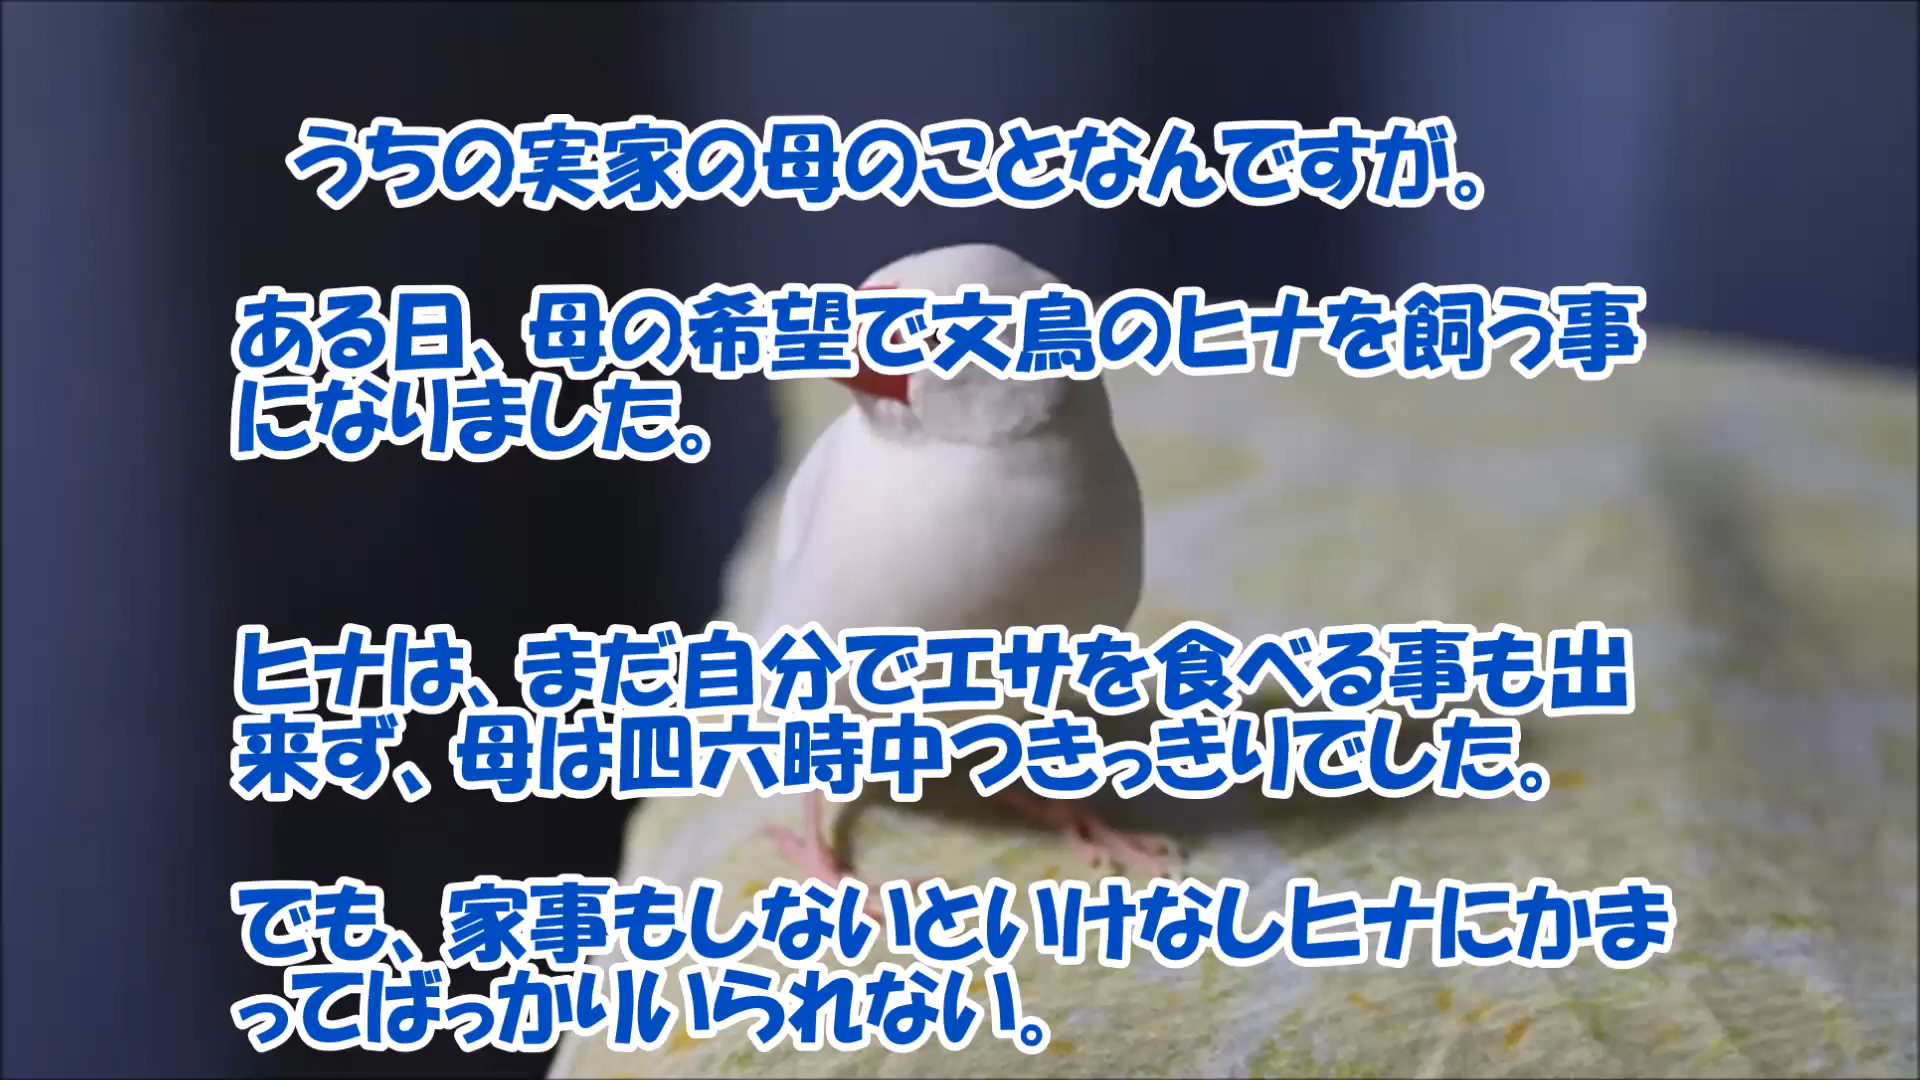 うちの実家の母のことなんですが。
ある日、母の希望で文鳥のヒナを飼う事
になりました。
ヒナは、まだ自分でエサを食べる事も出
来ず、母は四六時中つきっきりでした。
でも、家事もしないといけなしヒナにかま
ってばっかりいられない。